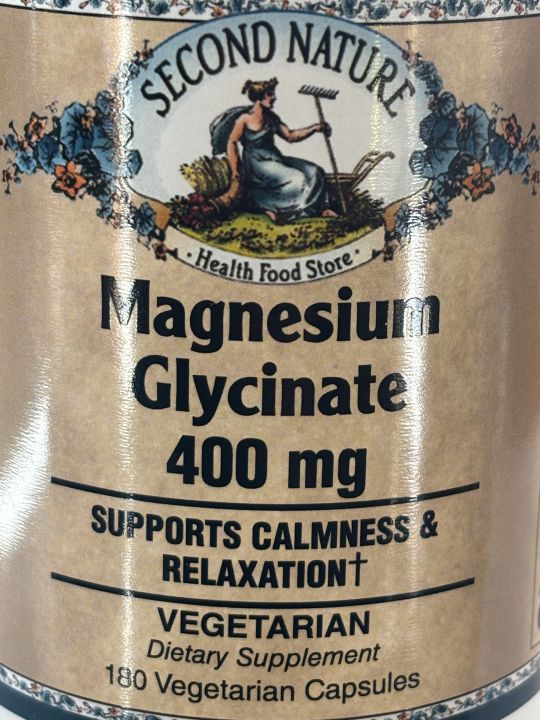 SECOND NATURE
· Health Food Store ·
Magnesium
Glycinate
400 mg
SUPPORTS CALMNESS &
RELAXATION†
VEGETARIAN
Dietary Supplement
180 Vegetarian Capsules